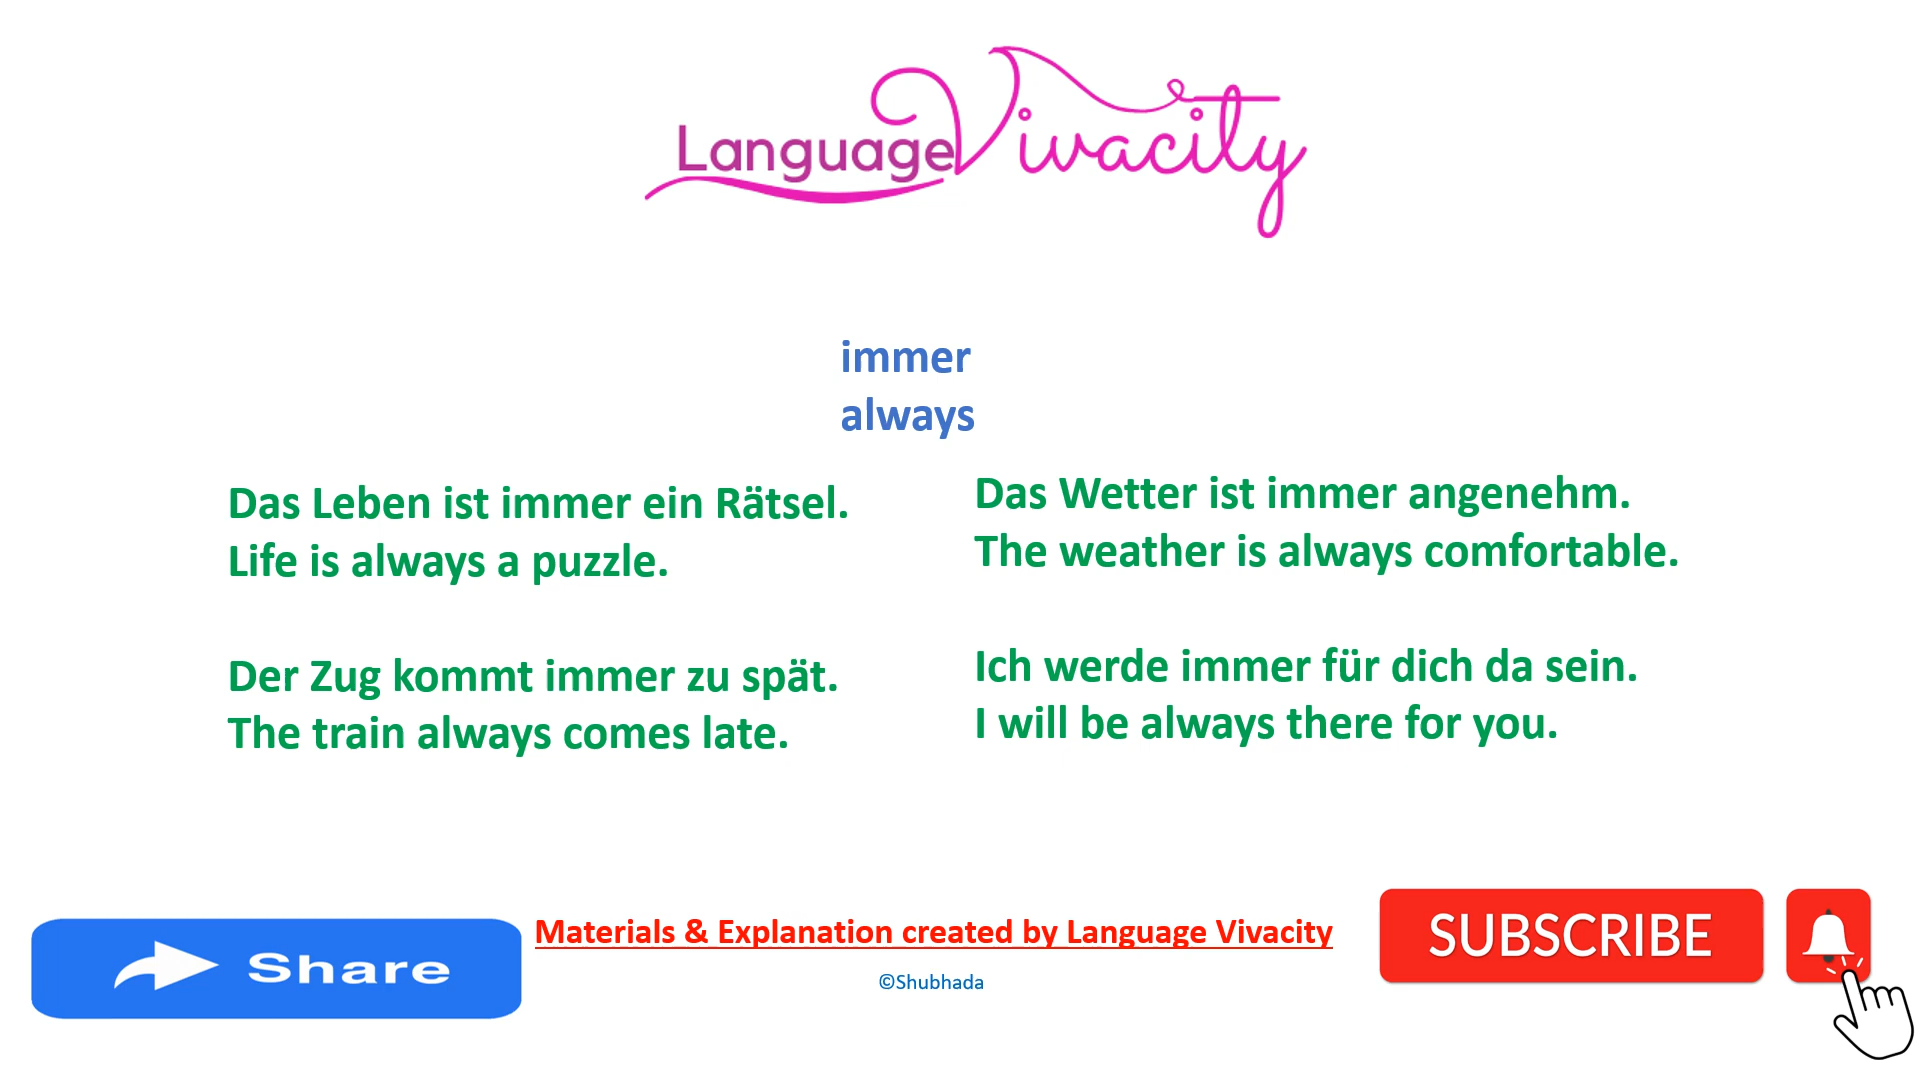 Language Vivacity
immer
always
Das Leben ist immer ein Rätsel.
Life is always a puzzle.
Der Zug kommt immer zu spät.
The train always comes late.
Das Wetter ist immer angenehm.
The weather is always comfortable.
Ich werde immer für dich da sein.
I will be always there for you.
Share
Materials & Explanation created by Language Vivacity
©Shubhada
SUBSCRIBE